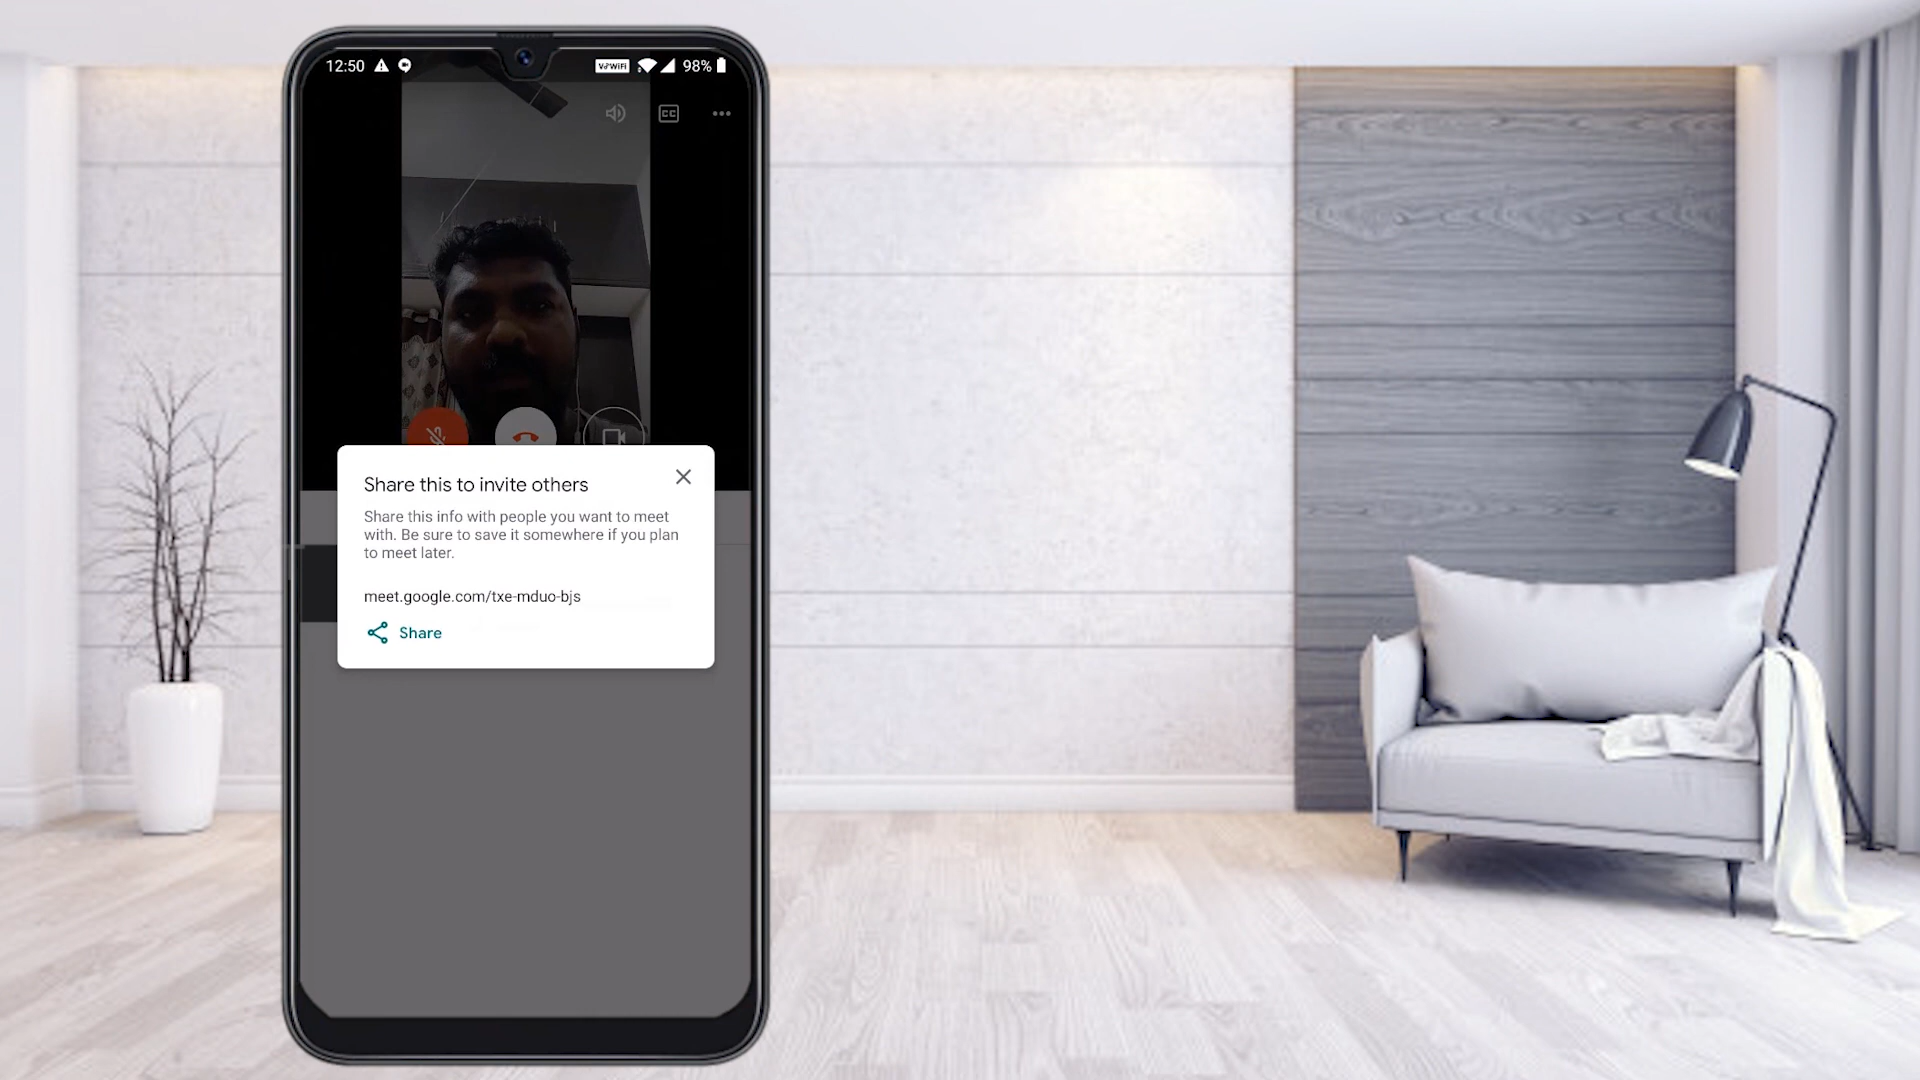 12:50 VoWiFi 98%
CC
Share this to invite others
Share this info with people you want to meet
with. Be sure to save it somewhere if you plan
to meet later.
meet.google.com/txe-mduo-bjs
Share